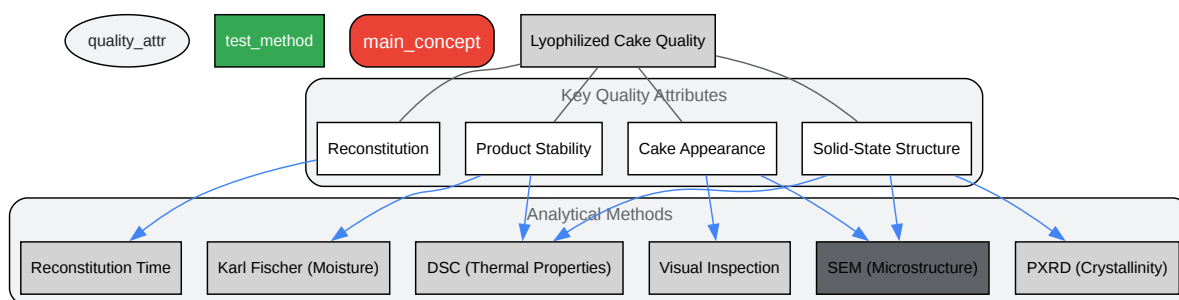 quality_attr
test_method
main_concept
Lyophilized Cake Quality
Key Quality Attributes
Reconstitution
Product Stability
Cake Appearance
Solid-State Structure
Analytical Methods
Reconstitution Time
Karl Fischer (Moisture)
DSC (Thermal Properties)
Visual Inspection
SEM (Microstructure)
PXRD (Crystallinity)